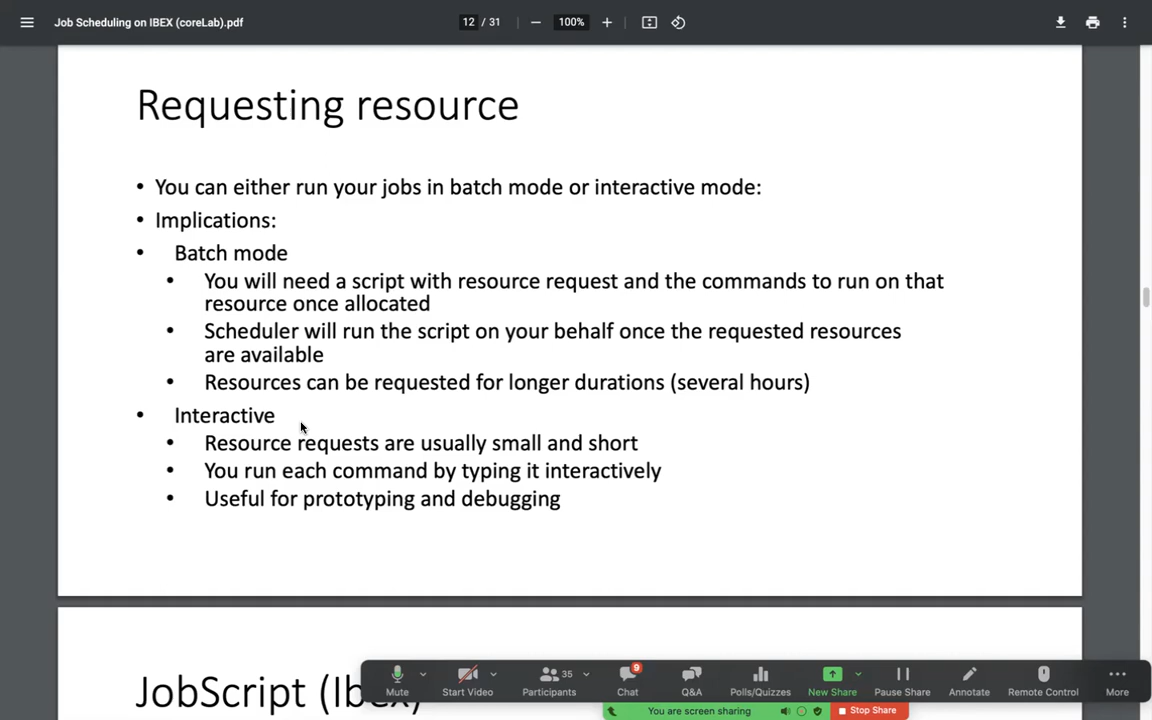 Job Scheduling on IBEX (coreLab).pdf
12 / 31
100%
Requesting resource
• You can either run your jobs in batch mode or interactive mode:
• Implications:
• Batch mode
• You will need a script with resource request and the commands to run on that
resource once allocated
• Scheduler will run the script on your behalf once the requested resources
are available
• Resources can be requested for longer durations (several hours)
• Interactive
• Resource requests are usually small and short
• You run each command by typing it interactively
• Useful for prototyping and debugging
JobScript (Ibex)
35
9
Mute
Start Video
Participants
Chat
Q&A
Polls/Quizzes
New Share
Pause Share
Annotate
Remote Control
More
You are screen sharing
Stop Share